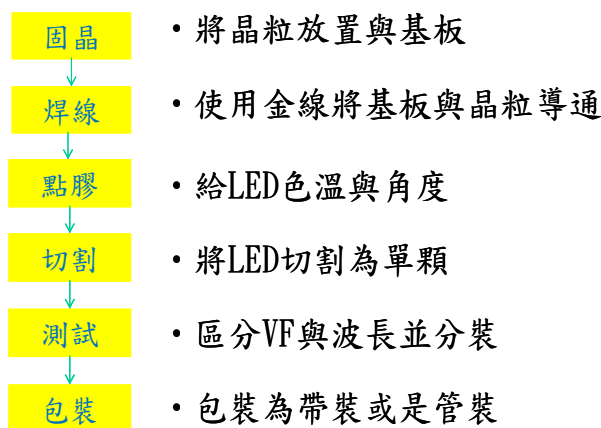 固晶
•將晶粒放置與基板
焊線
•使用金線將基板與晶粒導通
點膠
•給LED色溫與角度
切割
•將LED切割為單顆
測試
•區分VF與波長並分裝
包裝
•包裝為帶裝或是管裝